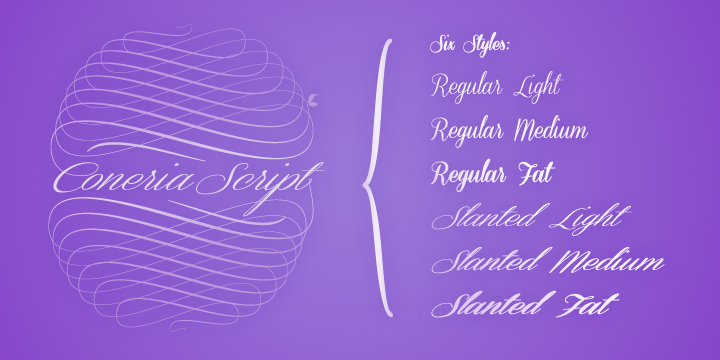 Coneria Script
Six Styles:
Regular Light
Regular Medium
Regular Fat
Slanted Light
Slanted Medium
Slanted Fat